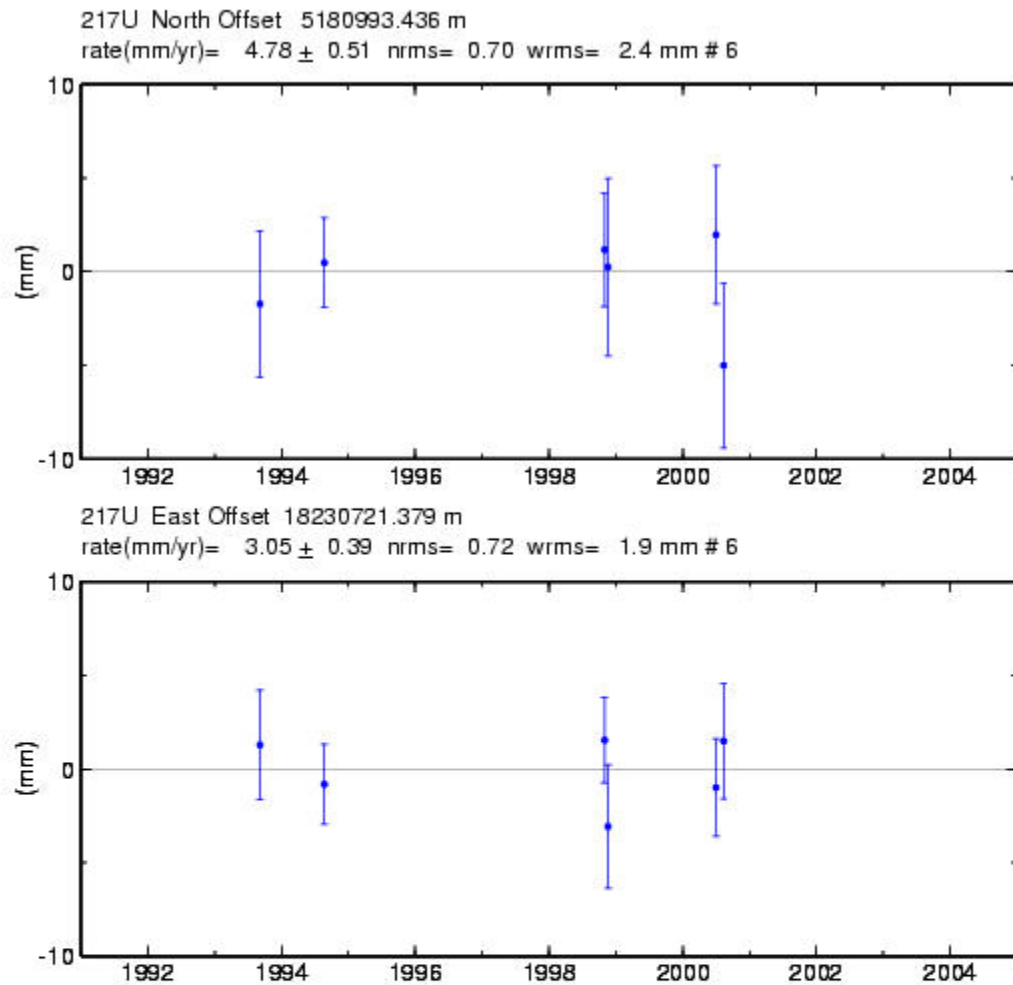 217U North Offset 5180993.436 m
rate(mm/yr)= 4.78 ± 0.51 nrms= 0.70 wrms= 2.4 mm # 6
10
0
-10
(mm)
1992 1994 1996 1998 2000 2002 2004
217U East Offset 18230721.379 m
rate(mm/yr)= 3.05 ± 0.39 nrms= 0.72 wrms= 1.9 mm # 6
10
0
-10
(mm)
1992 1994 1996 1998 2000 2002 2004